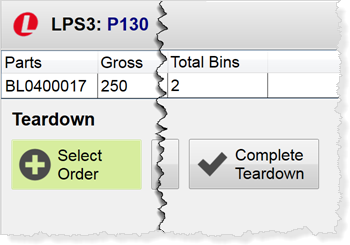 L LPS3: P130
Parts Gross Total Bins
BL0400017 250 2
Teardown
Select
Order
Complete
Teardown